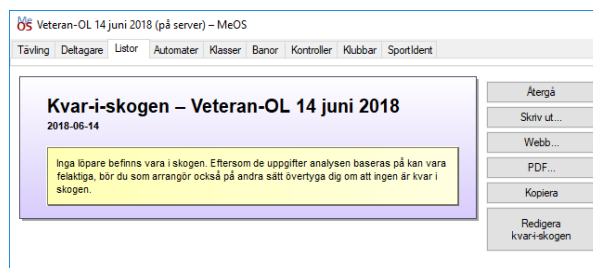 MeOS Veteran-OL 14 juni 2018 (på server) – MeOS
Tävling Deltagare Listor Automater Klasser Banor Kontroller Klubbar SportIdent
Kvar-i-skogen – Veteran-OL 14 juni 2018
2018-06-14
Inga löpare befinns vara i skogen. Eftersom de uppgifter analysen baseras på kan vara
felaktiga, bör du som arrangör också på andra sätt övertyga dig om att ingen är kvar i
skogen.
Återgå
Skriv ut...
Webb...
PDF...
Kopiera
Redigera
kvar-i-skogen